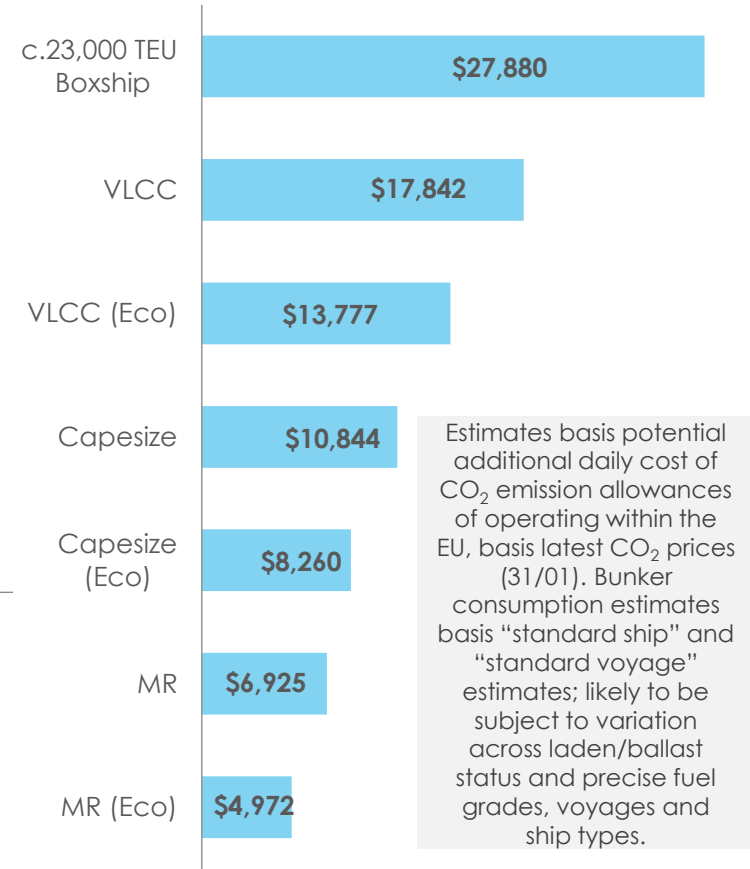 c.23,000 TEU
Boxship
$27,880
VLCC
$17,842
VLCC (Eco)
$13,777
Capesize
$10,844
Capesize
(Eco)
$8,260
MR
$6,925
MR (Eco)
$4,972
Estimates basis potential
additional daily cost of
CO₂ emission allowances
of operating within the
EU, basis latest CO₂ prices
(31/01). Bunker
consumption estimates
basis “standard ship” and
“standard voyage”
estimates; likely to be
subject to variation
across laden/ballast
status and precise fuel
grades, voyages and
ship types.